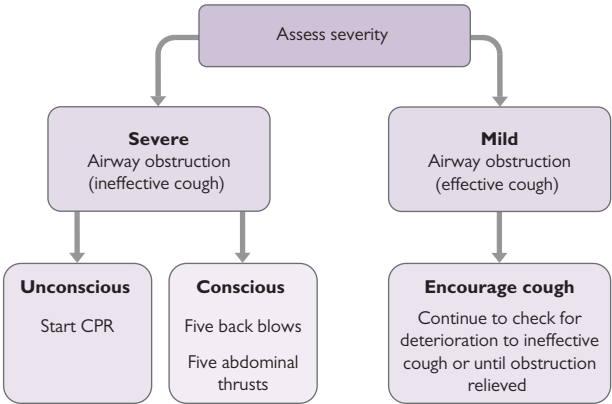 Assess severity
Severe
Airway obstruction
(ineffective cough)
Mild
Airway obstruction
(effective cough)
Unconscious
Start CPR
Conscious
Five back blows
Five abdominal
thrusts
Encourage cough
Continue to check for
deterioration to ineffective
cough or until obstruction
relieved